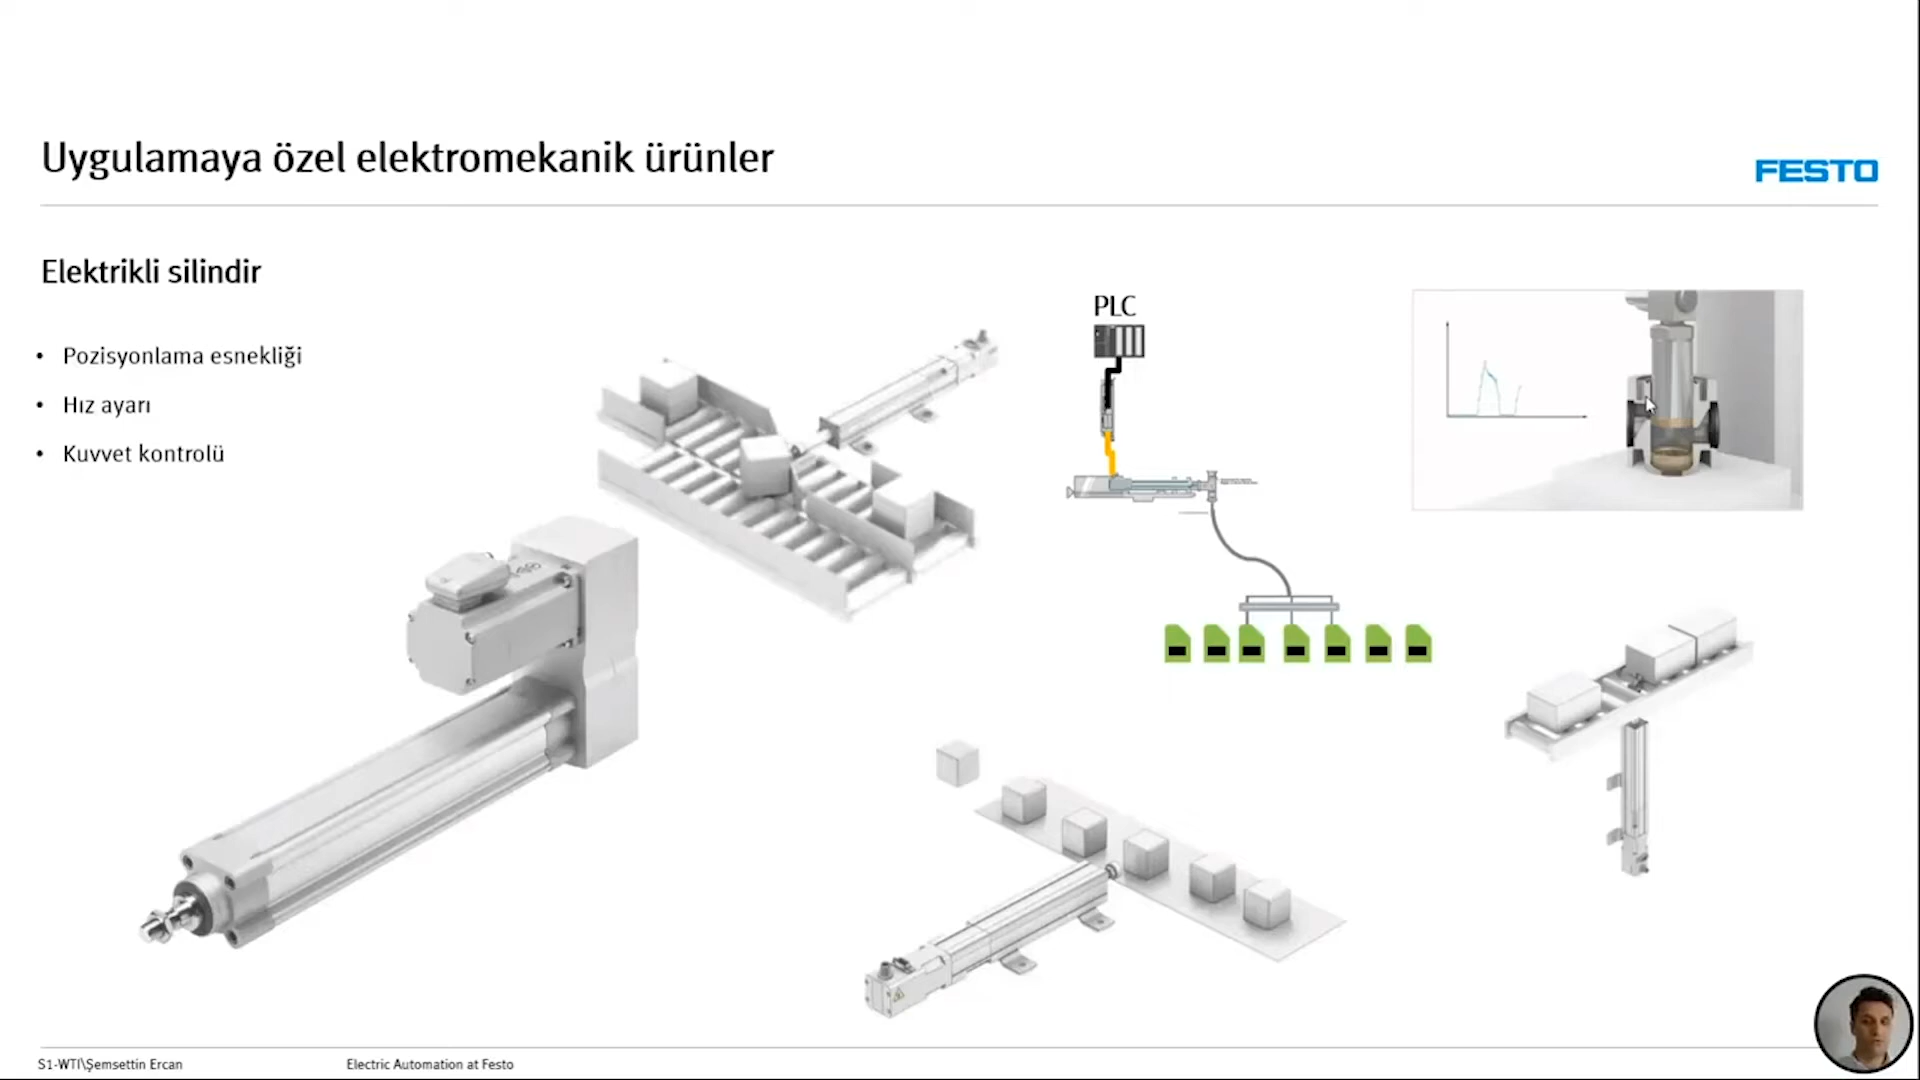 Uygulamaya özel elektromekanik ürünler
FESTO
Elektrikli silindir
• Pozisyonlama esnekliği
• Hız ayarı
• Kuvvet kontrolü
PLC
S1-WTI\Şemsettin Ercan
Electric Automation at Festo